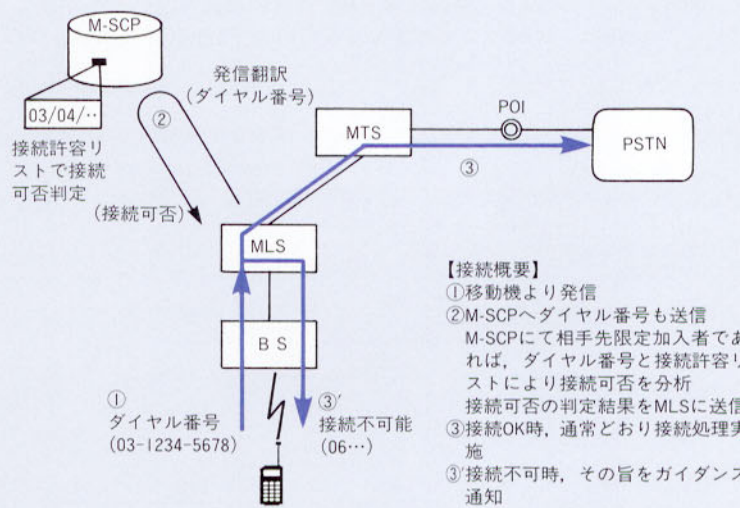 M-SCP
03/04/‥
接続許容リ
ストで接続
可否判定
発信翻訳
(ダイヤル番号)
②
(接続可否)
MTS
POI
PSTN
③
MLS
BS
①
ダイヤル番号
(03-1234-5678)
③′
接続不可能
(06…)
【接続概要】
①移動機より発信
②M-SCPへダイヤル番号も送信
M-SCPにて相手先限定加入者であ
れば，ダイヤル番号と接続許容リ
ストにより接続可否を分析
接続可否の判定結果をMLSに送信
③接続OK時，通常どおり接続処理実
施
③′接続不可時，その旨をガイダンス
通知